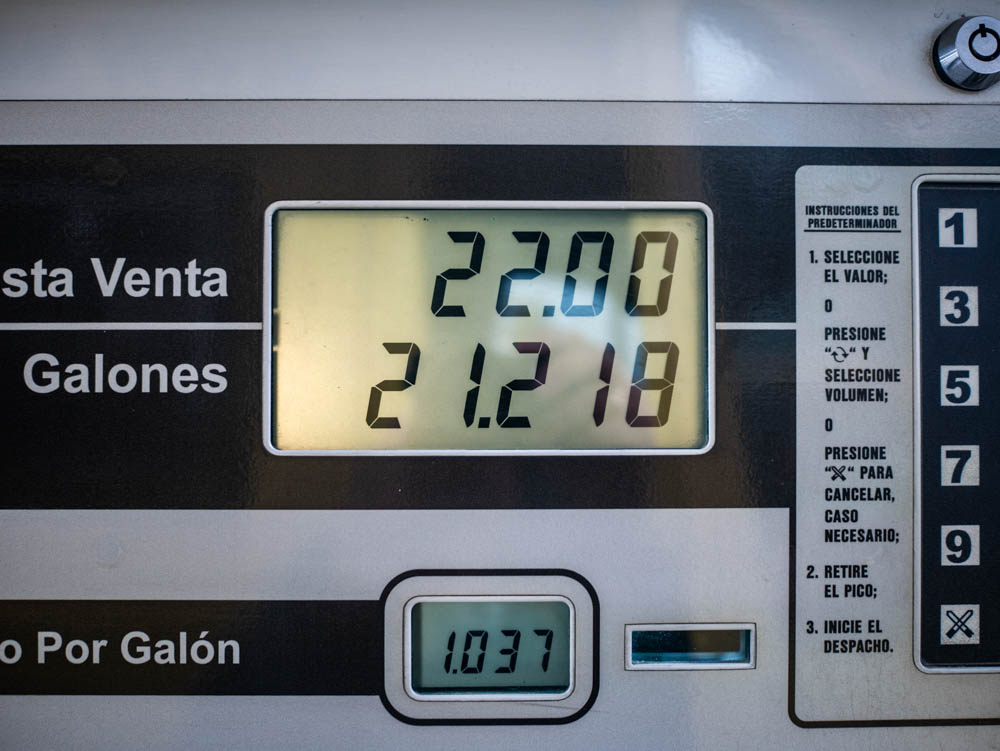 sta Venta
22.00
Galones
21.218
o Por Galón
1.037
INSTRUCCIONES DEL
PREDETERMINADOR
1. SELECCIONE
EL VALOR;
O
PRESIONE
“ “ Y
SELECCIONE
VOLUMEN;
O
PRESIONE
“ “ PARA
CANCELAR,
CASO
NECESARIO;
2. RETIRE
EL PICO;
3. INICIE EL
DESPACHO.
1
3
5
7
9